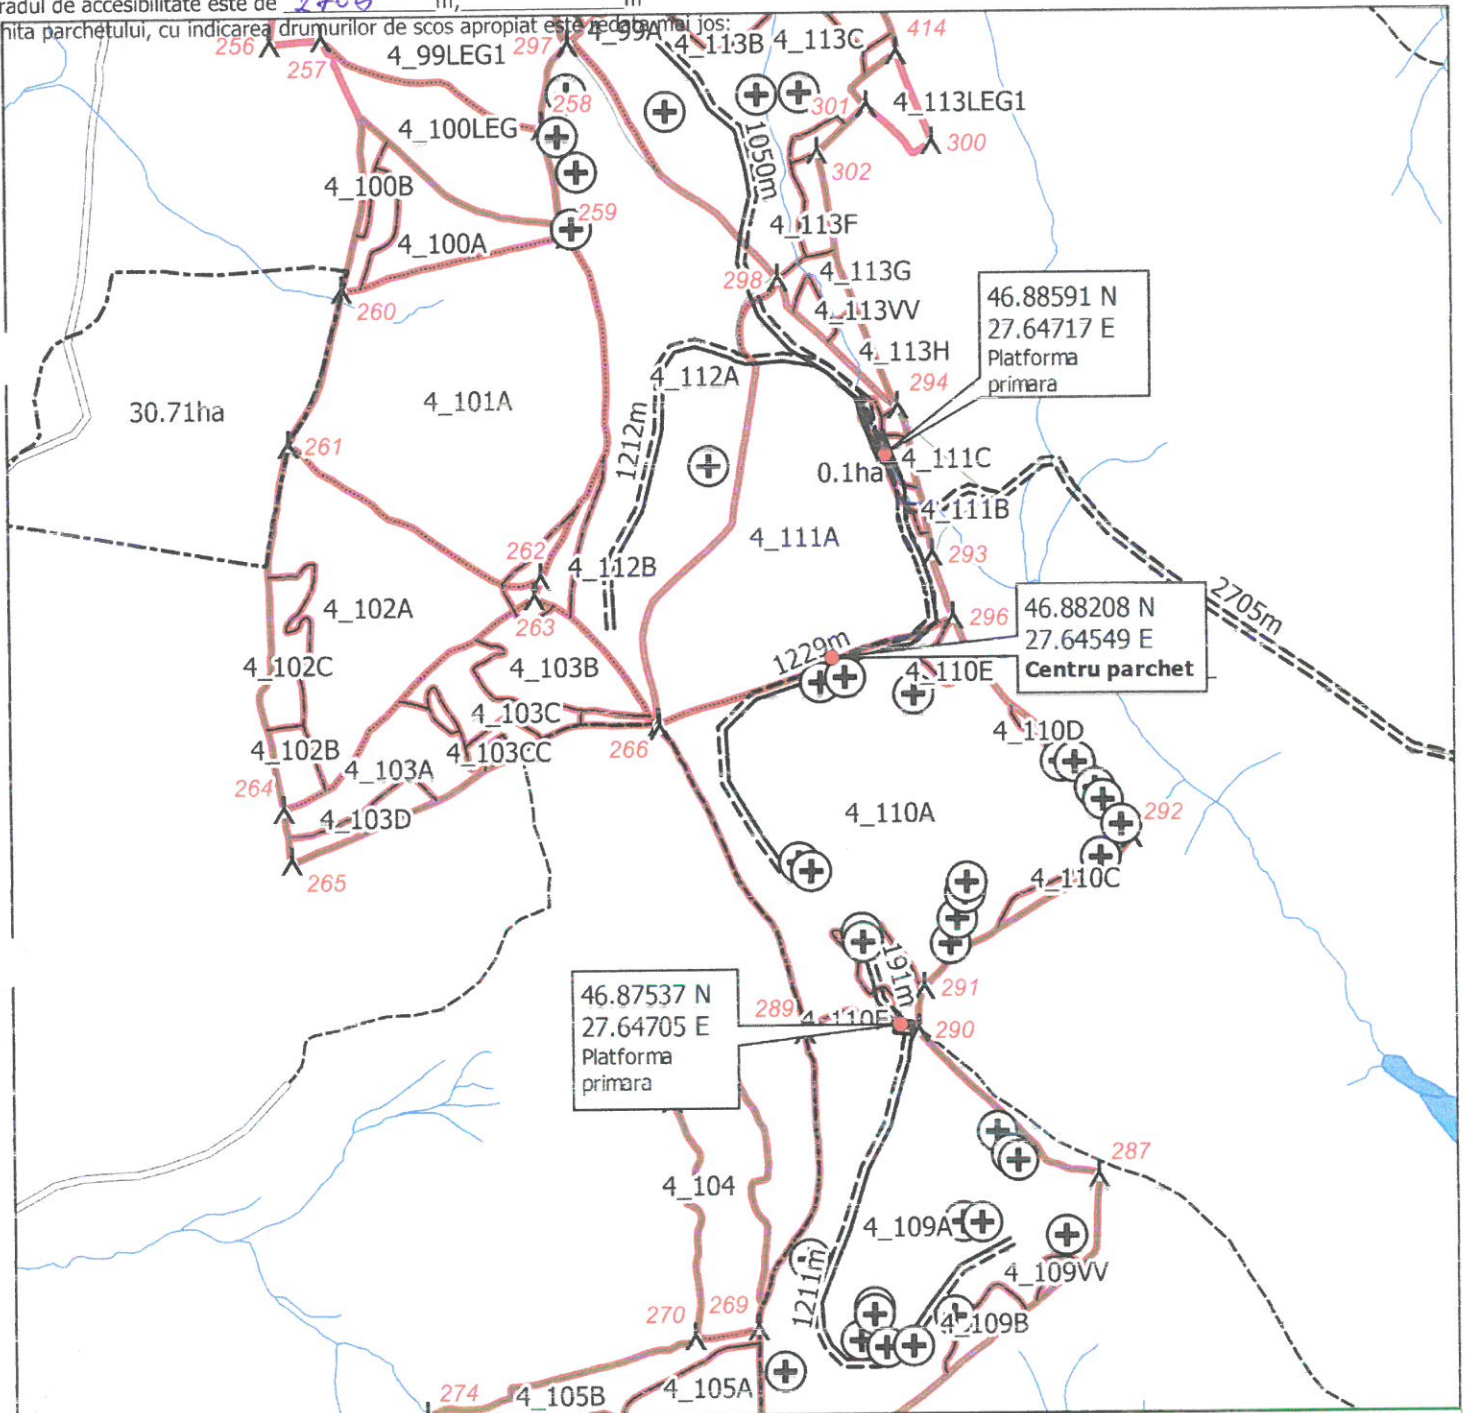 radul de accesibilitate este de 2705 m, m
hita parchetului, cu indicarea drumurilor de scos apropiat este redata mai jos:
256
257
4_99LEG1
297
4_99A
4_113B
4_113C
414
258
301
4_113LEG1
4_100LEG
1050m
300
302
4_100B
259
4_113F
4_100A
298
4_113G
260
4_113VV
46.88591 N
27.64717 E
Platforma
primara
4_113H
294
4_112A
30.71ha
4_101A
261
1212m
0.1ha
4_111C
4_111B
4_111A
262
4_112B
293
4_102A
263
296
2705m
46.88208 N
27.64549 E
Centru parchet
1229m
4_102C
4_103B
4_110E
4_103C
266
4_110D
4_102B
4_103CC
4_103A
264
4_103D
4_110A
292
265
4_110C
191m
291
46.87537 N
27.64705 E
Platforma
primara
289
290
287
4_104
4_109A
4_109VV
1211m
270
269
4_109B
274
4_105B
4_105A